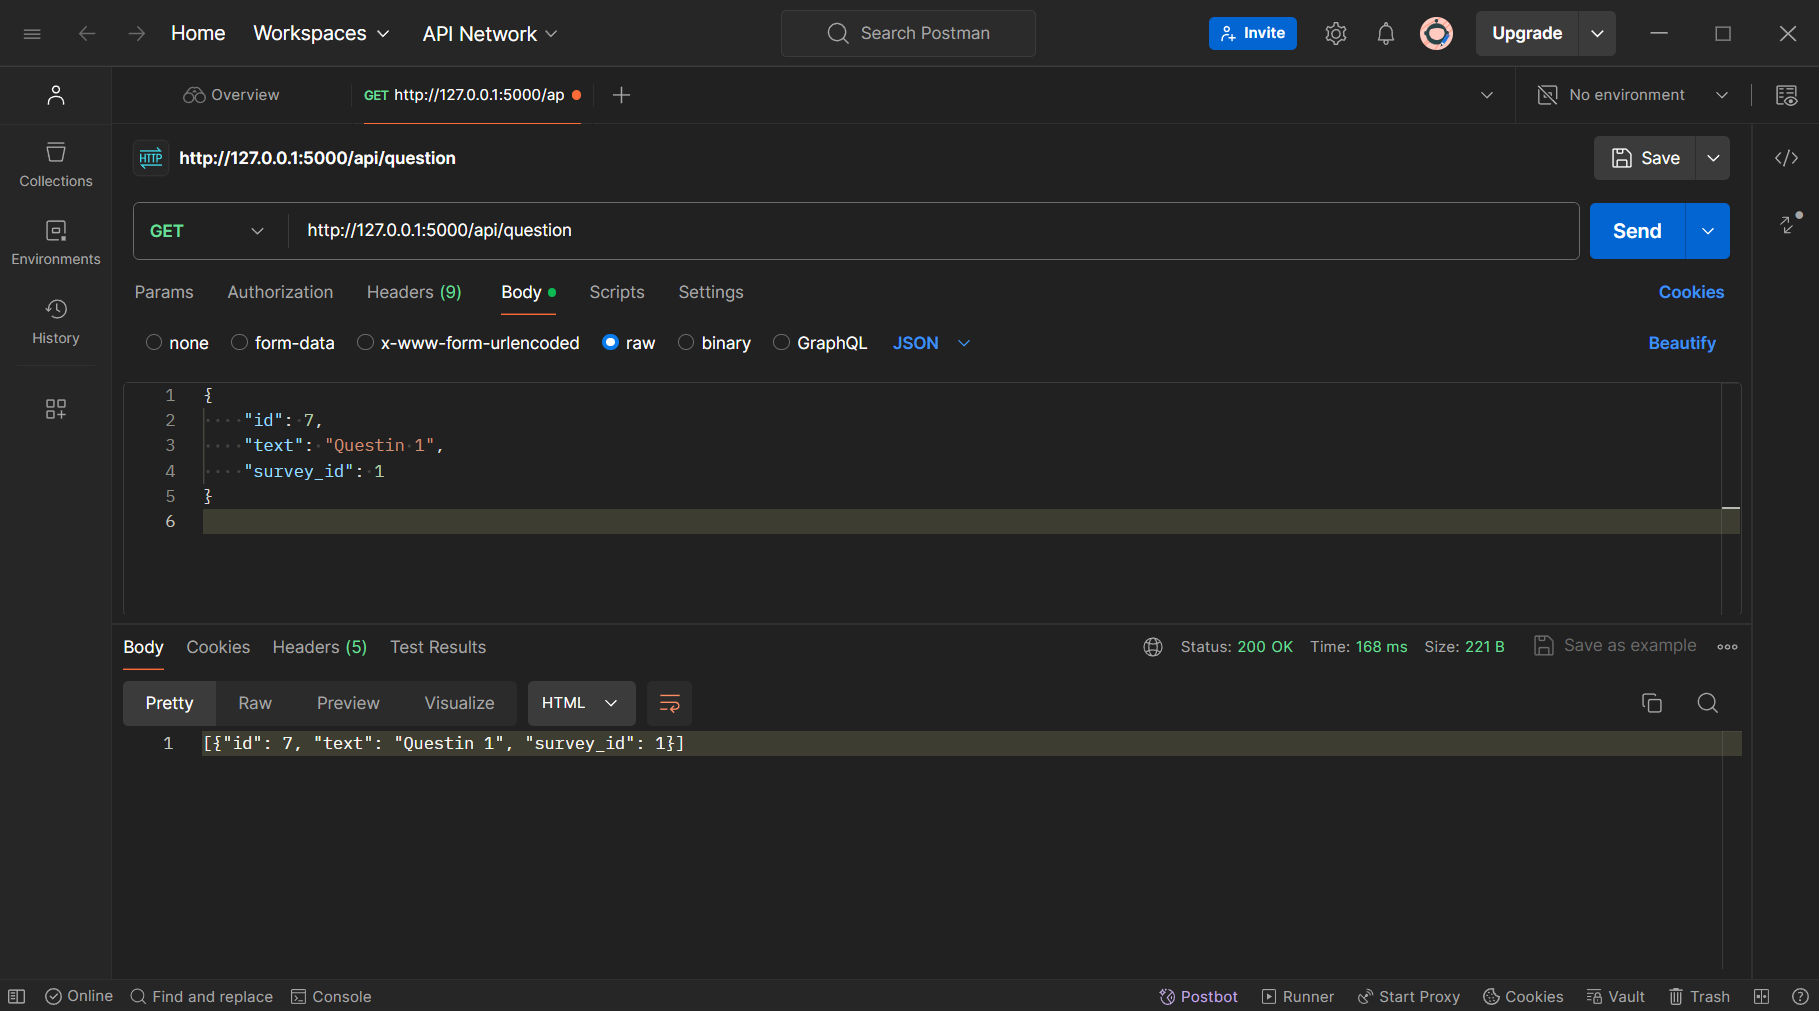 Home Workspaces API Network Search Postman Invite Upgrade
Overview GET http://127.0.0.1:5000/ap No environment
HTTP http://127.0.0.1:5000/api/question Save
Collections
GET http://127.0.0.1:5000/api/question Send
Environments
Params Authorization Headers (9) Body Scripts Settings Cookies
History
none form-data x-www-form-urlencoded raw binary GraphQL JSON Beautify
1 {
2 "id": 7,
3 "text": "Questin 1",
4 "survey_id": 1
5 }
6
Body Cookies Headers (5) Test Results Status: 200 OK Time: 168 ms Size: 221 B Save as example
Pretty Raw Preview Visualize HTML
1 [{"id": 7, "text": "Questin 1", "survey_id": 1}]
Online Find and replace Console Postbot Runner Start Proxy Cookies Vault Trash